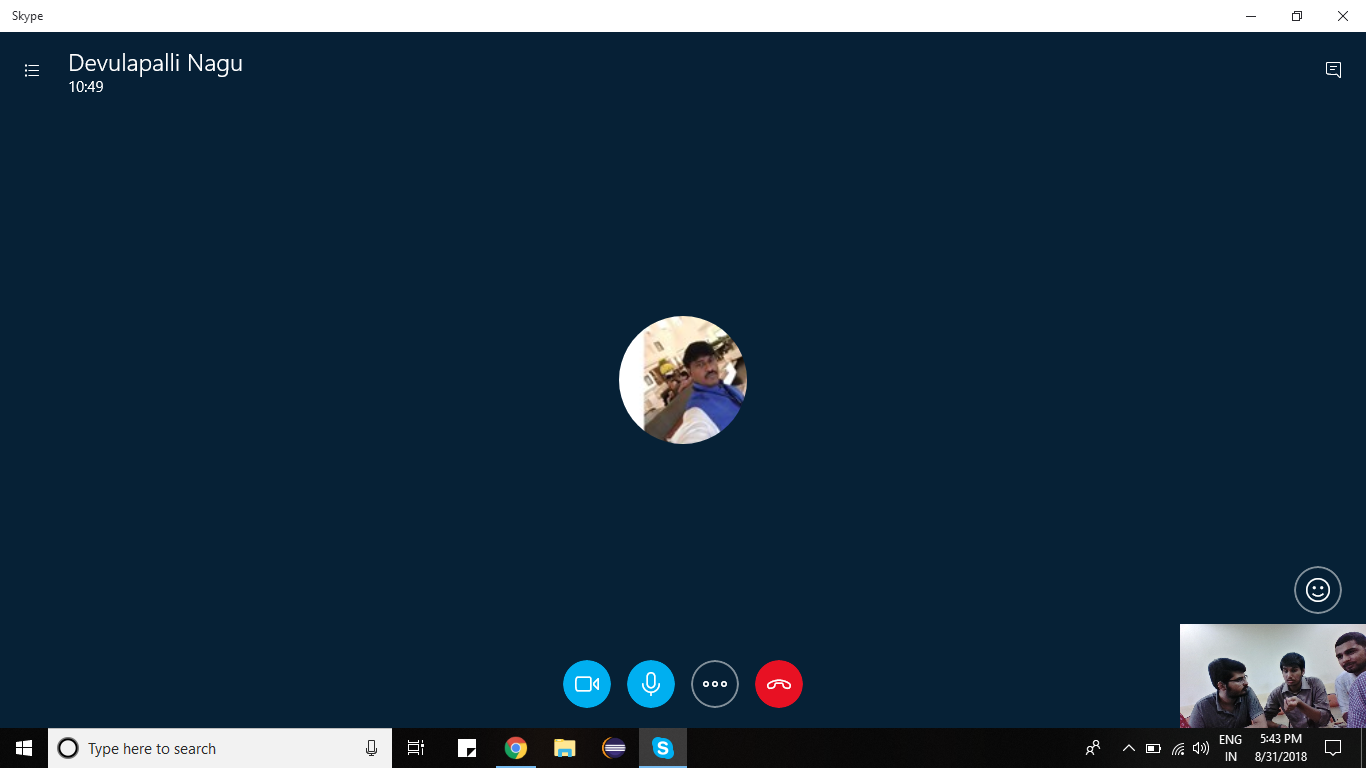 Skype
Devulapalli Nagu
10:49
Type here to search
S
ENG
IN
5:43 PM
8/31/2018